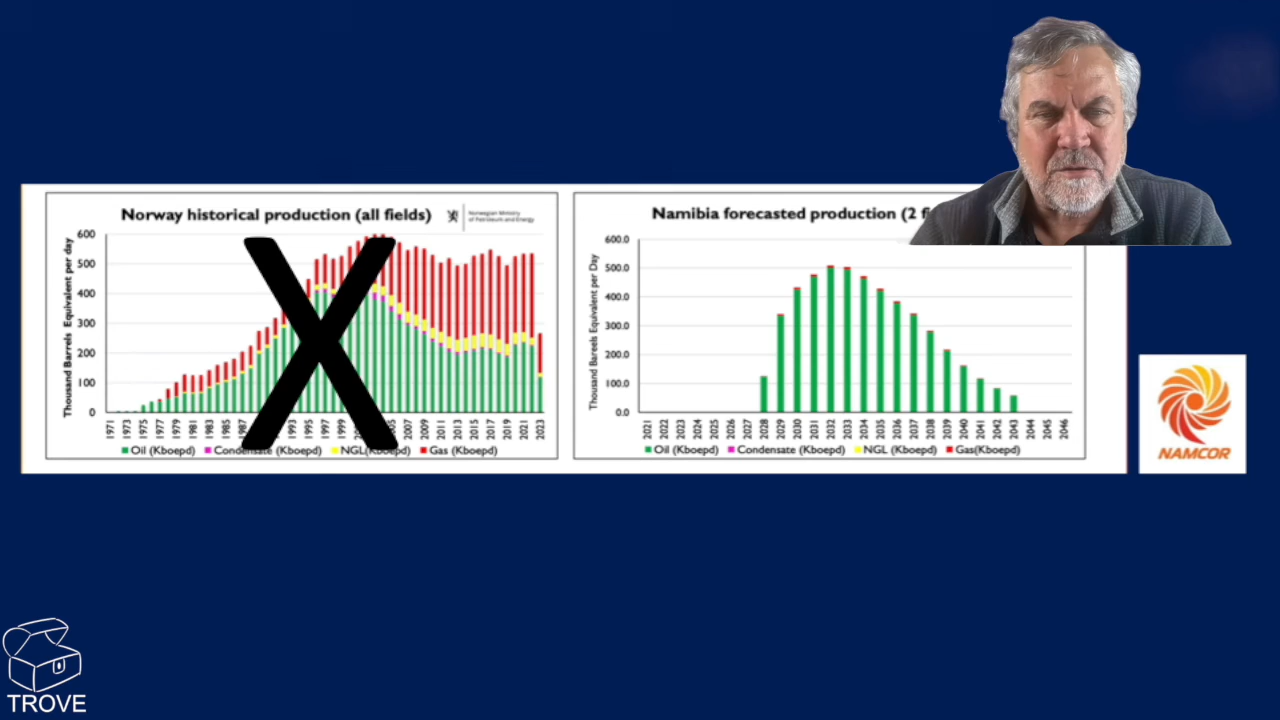 Norway historical production (all fields)
Norwegian Ministry
of Petroleum and Energy
Thousand Barrels Equivalent per day
600
500
400
300
200
100
0
1971 1973 1975 1977 1979 1981 1983 1985 1987 1993 1995 1997 1999 2007 2009 2011 2013 2015 2017 2019 2021 2023
Oil (Kboepd) Condensate (Kboepd) NGL(Kboepd) Gas (Kboepd)
Namibia forecasted production (2
Thousand Bareels Equivalent per Day
600.0
500.0
400.0
300.0
200.0
100.0
0.0
2021 2022 2023 2024 2025 2026 2027 2028 2029 2030 2031 2032 2033 2034 2035 2036 2037 2038 2039 2040 2041 2042 2043 2044 2045 2046
Oil (Kboepd) Condensate (Kboepd) NGL (Kboepd) Gas(Kboepd)
NAMCOR
TROVE